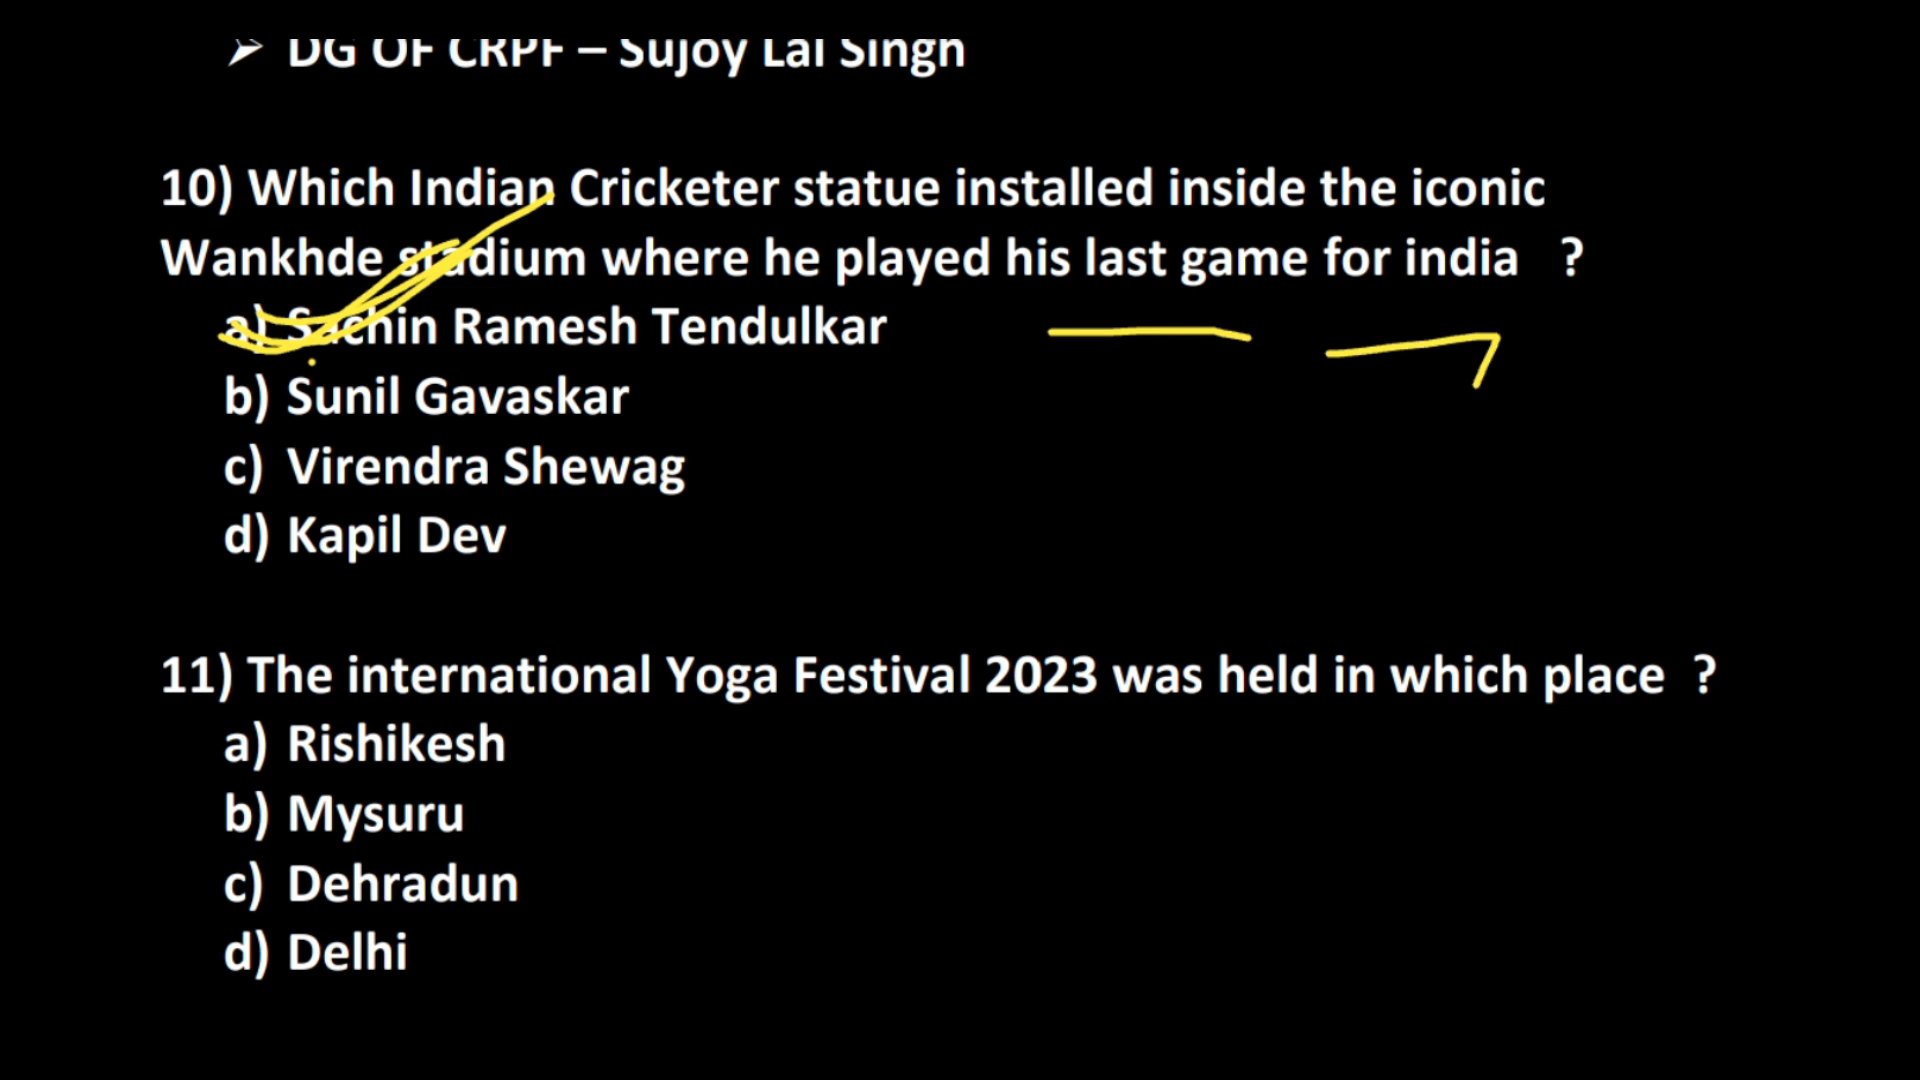 ➢ DG OF CRPF – Sujoy Lal Singh
10) Which Indian Cricketer statue installed inside the iconic
Wankhde stadium where he played his last game for india ?
a) Sachin Ramesh Tendulkar
b) Sunil Gavaskar
c) Virendra Shewag
d) Kapil Dev
11) The international Yoga Festival 2023 was held in which place ?
a) Rishikesh
b) Mysuru
c) Dehradun
d) Delhi